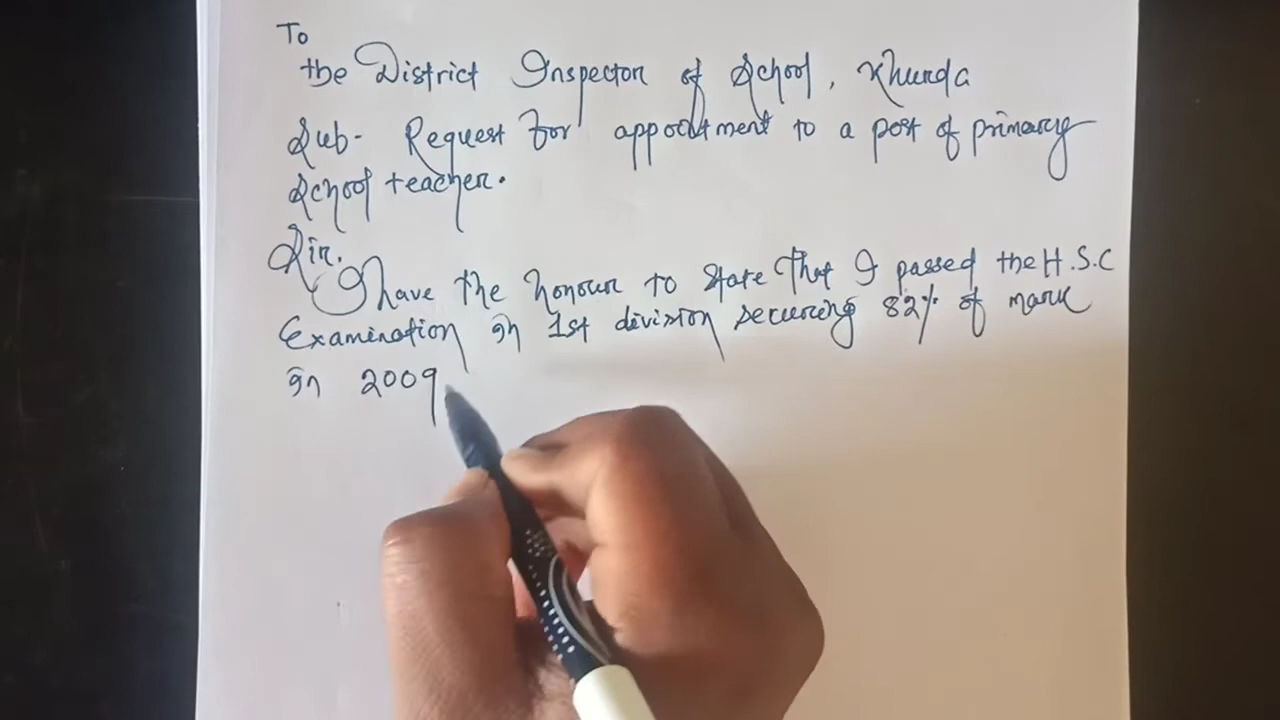 To
the District Inspector of School, Khurda
Sub- Request for appointment to a post of primary
School teacher.
Sir.
I have the honour to state that I passed the H.S.C
Examination in 1st division securing 82% of mark
in 2009